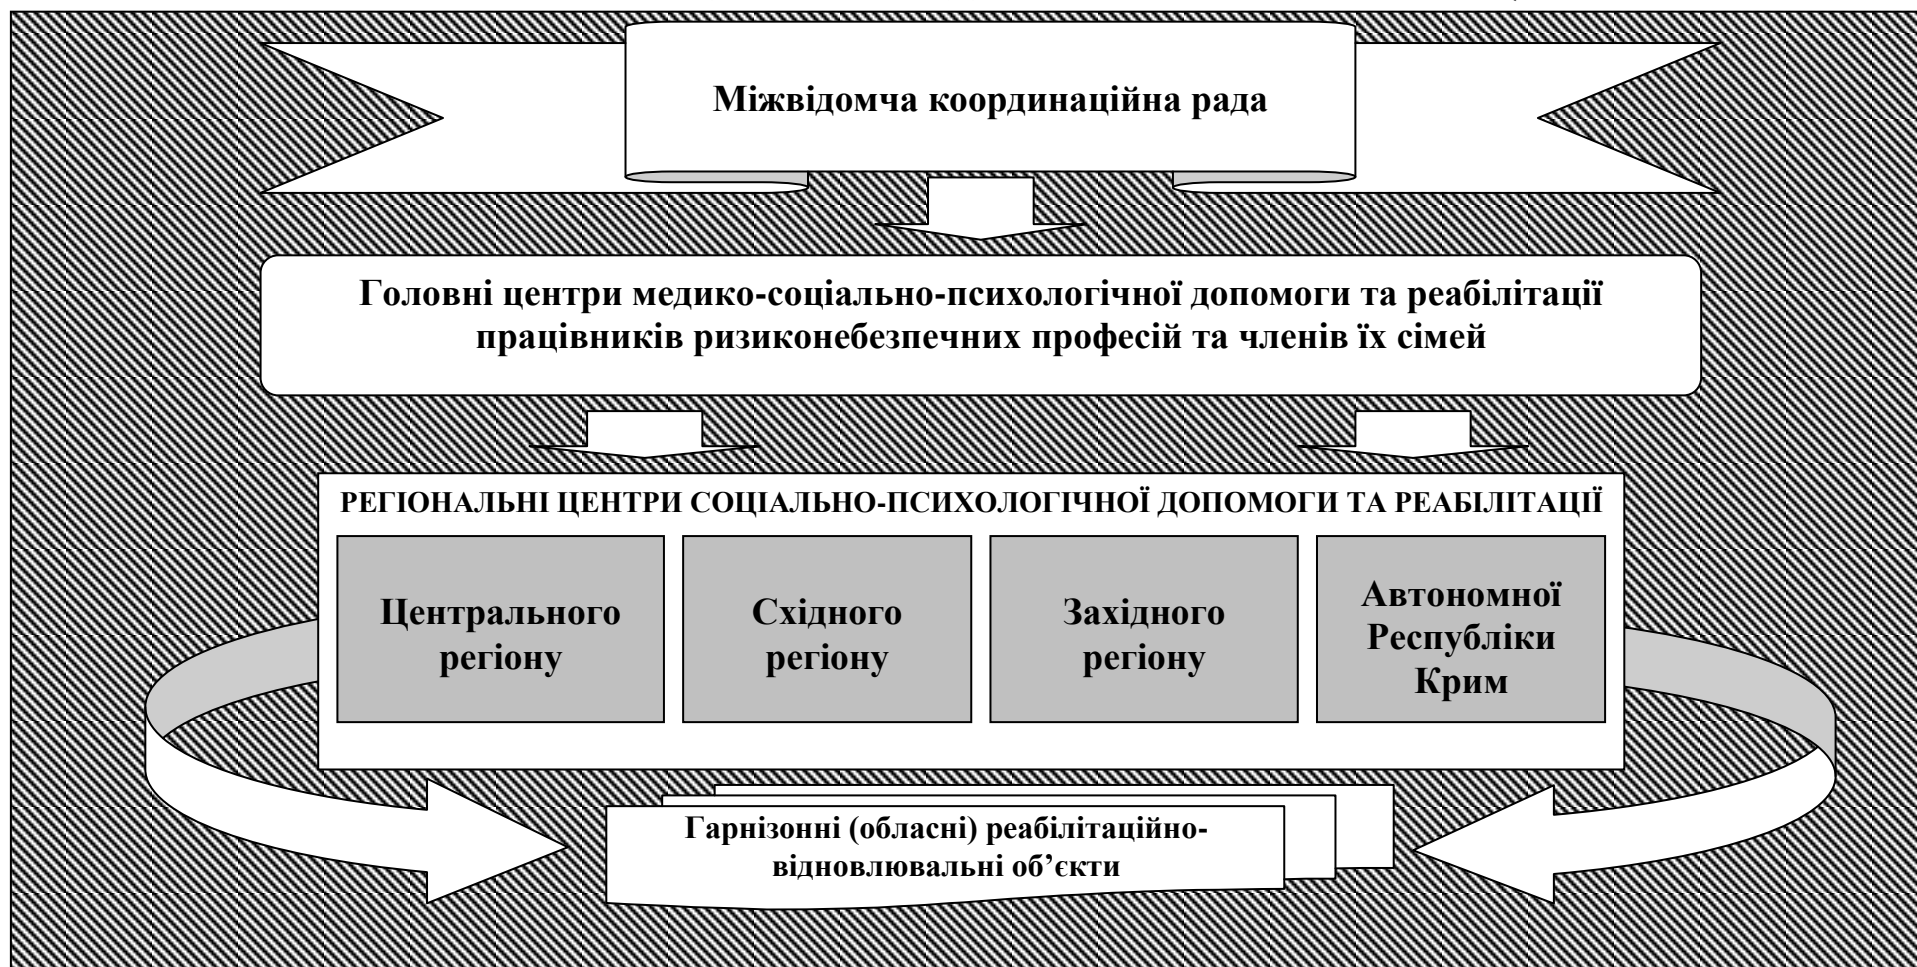 Міжвідомча координаційна рада
Головні центри медико-соціально-психологічної допомоги та реабілітації
працівників ризиконебезпечних професій та членів їх сімей
РЕГІОНАЛЬНІ ЦЕНТРИ СОЦІАЛЬНО-ПСИХОЛОГІЧНОЇ ДОПОМОГИ ТА РЕАБІЛІТАЦІЇ
Центрального
регіону
Східного
регіону
Західного
регіону
Автономної
Республіки
Крим
Гарнізонні (обласні) реабілітаційно-
відновлювальні об’єкти